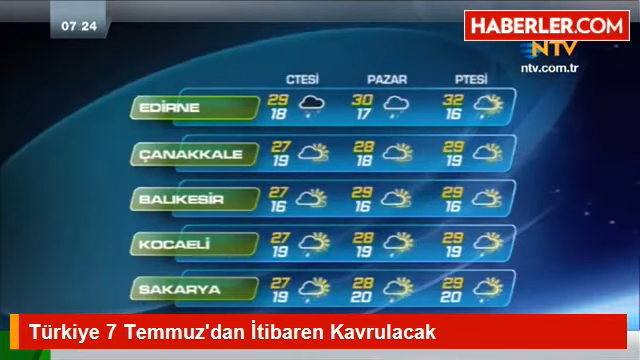 07 24
HABERLER.COM
NTV
ntv.com.tr
CTESİ PAZAR PTESİ
EDİRNE 29 18 30 17 32 16
ÇANAKKALE 27 19 28 18 29 19
BALIKESİR 27 16 29 16 29 16
KOCAELİ 27 19 28 19 29 19
SAKARYA 27 19 28 20 29 20
Türkiye 7 Temmuz'dan İtibaren Kavrulacak